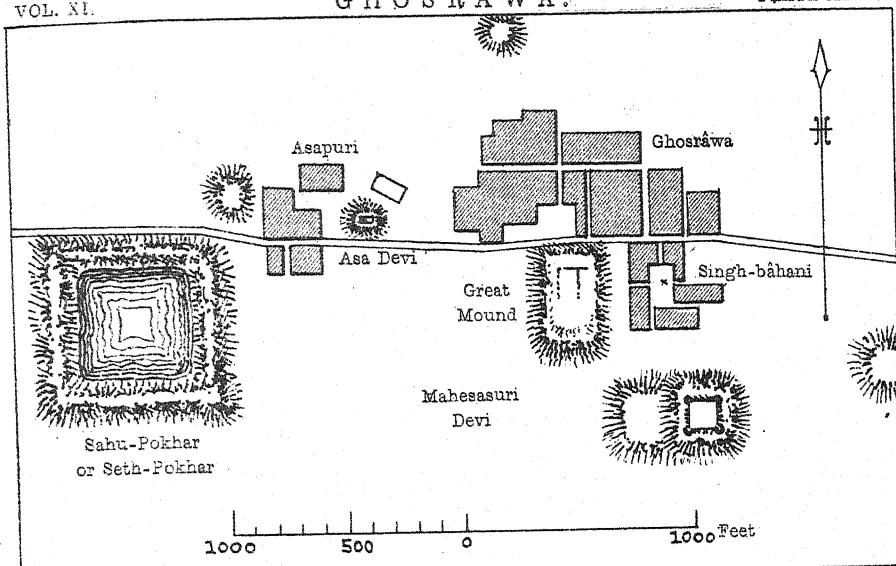 VOL. XI.
GHOSRAWA.
Asapuri
Ghosrâwa
Asa Devi
Singh-bâhani
Great
Mound
Mahesasuri
Devi
Sahu-Pokhar
or Seth-Pokhar
1000 500 0 1000 Feet